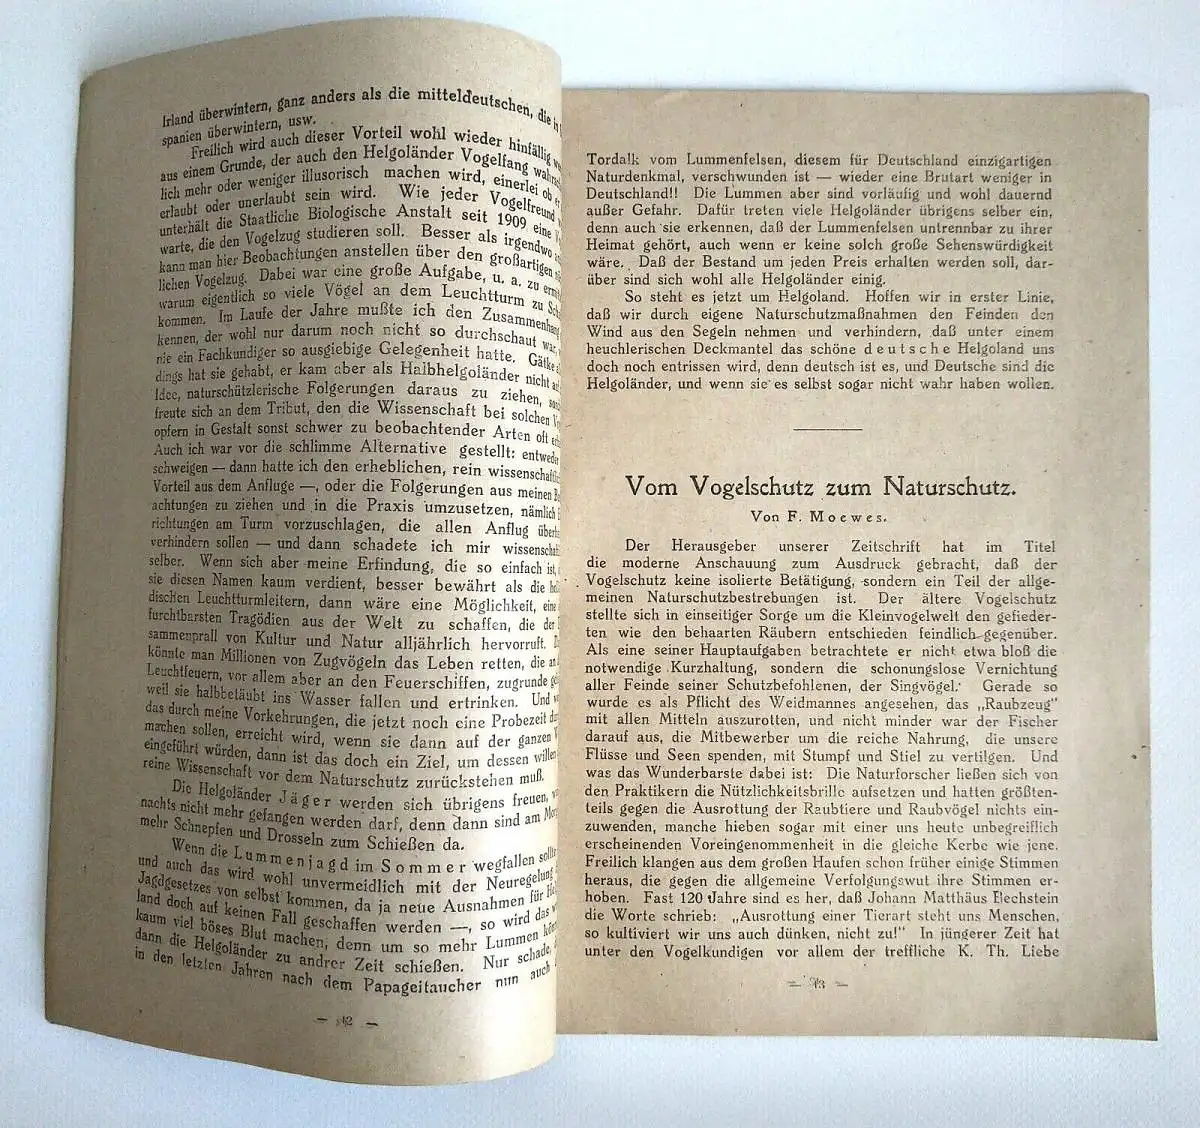 Irland überwintern, ganz anders als die mitteldeutschen, die in
spanien überwintern, usw.
Freilich wird auch dieser Vorteil wohl wieder hinfällig
aus einem Grunde, der auch den Helgoländer Vogelfang
lich mehr oder weniger illusorisch machen wird, einerlei ob
erlaubt oder unerlaubt sein wird. Wie jeder Vogelfreund
unterhält die Staatliche Biologische Anstalt seit 1909 eine
warte, die den Vogelzug studieren soll. Besser als irgendwo
kann man hier Beobachtungen anstellen über den großartigen
lichen Vogelzug. Dabei war eine große Aufgabe, u. a. zu
warum eigentlich so viele Vögel an dem Leuchtturm zu
kommen. Im Laufe der Jahre mußte ich den Zusammenhang
kennen, der wohl nur darum noch nicht so durchschaut war,
nie ein Fachkundiger so ausgiebige Gelegenheit hatte. Gätke
dings hat sie gehabt, er kam aber als Halbhelgoländer nicht
Idee, naturschützlerische Folgerungen daraus zu ziehen,
freute sich an dem Tribut, den die Wissenschaft bei solchen
opfern in Gestalt sonst schwer zu beobachtender Arten oft
Auch ich war vor die schlimme Alternative gestellt: entweder
schweigen — dann hatte ich den erheblichen, rein wissenschaftli
Vorteil aus dem Anfluge —, oder die Folgerungen aus meinen
achtungen zu ziehen und in die Praxis umzusetzen, nämlich
richtungen am Turm vorzuschlagen, die allen Anflug
verhindern sollen — und dann schadete ich mir wissenschaf
selber. Wenn sich aber meine Erfindung, die so einfach ist,
sie diesen Namen kaum verdient, besser bewährt als die
dischen Leuchtturmleitern, dann wäre eine Möglichkeit, eine
furchtbarsten Tragödien aus der Welt zu schaffen, die der
sammenprall von Kultur und Natur alljährlich hervorruft.
könnte man Millionen von Zugvögeln das Leben retten, die an
Leuchtfeuern, vor allem aber an den Feuerschiffen, zugrunde
weil sie halbbetäubt ins Wasser fallen und ertrinken. Und
das durch meine Vorkehrungen, die jetzt noch eine Probezeit
machen sollen, erreicht wird, wenn sie dann auf der ganzen
eingeführt würden, dann ist das doch ein Ziel, um dessen willen
reine Wissenschaft vor dem Naturschutz zurückstehen muß.
Die Helgoländer Jäger werden sich übrigens freuen,
nachts nicht mehr gefangen werden darf, denn dann sind am
mehr Schnepfen und Drosseln zum Schießen da.
Wenn die Lummenjagd im Sommer wegfallen sollte
und auch das wird wohl unvermeidlich mit der Neuregelung
Jagdgesetzes von selbst kommen, da ja neue Ausnahmen für
land doch auf keinen Fall geschaffen werden —, so wird das
kaum viel böses Blut machen, denn um so mehr Lummen
dann die Helgoländer zu andrer Zeit schießen. Nur schade,
in den letzten Jahren nach dem Papageitaucher nun auch
— 42 —
Tordalk vom Lummenfelsen, diesem für Deutschland einzigartigen
Naturdenkmal, verschwunden ist — wieder eine Brutart weniger in
Deutschland!! Die Lummen aber sind vorläufig und wohl dauernd
außer Gefahr. Dafür treten viele Helgoländer übrigens selber ein,
denn auch sie erkennen, daß der Lummenfelsen untrennbar zu ihrer
Heimat gehört, auch wenn er keine solch große Sehenswürdigkeit
wäre. Daß der Bestand um jeden Preis erhalten werden soll, dar-
über sind sich wohl alle Helgoländer einig.
So steht es jetzt um Helgoland. Hoffen wir in erster Linie,
daß wir durch eigene Naturschutzmaßnahmen den Feinden den
Wind aus den Segeln nehmen und verhindern, daß unter einem
heuchlerischen Deckmantel das schöne deutsche Helgoland uns
doch noch entrissen wird, denn deutsch ist es, und Deutsche sind die
Helgoländer, und wenn sie es selbst sogar nicht wahr haben wollen.
Vom Vogelschutz zum Naturschutz.
Von F. Moewes.
Der Herausgeber unserer Zeitschrift hat im Titel
die moderne Anschauung zum Ausdruck gebracht, daß der
Vogelschutz keine isolierte Betätigung, sondern ein Teil der allge-
meinen Naturschutzbestrebungen ist. Der ältere Vogelschutz
stellte sich in einseitiger Sorge um die Kleinvogelwelt den gefieder-
ten wie den behaarten Räubern entschieden feindlich gegenüber.
Als eine seiner Hauptaufgaben betrachtete er nicht etwa bloß die
notwendige Kurzhaltung, sondern die schonungslose Vernichtung
aller Feinde seiner Schutzbefohlenen, der Singvögel. Gerade so
wurde es als Pflicht des Weidmannes angesehen, das „Raubzeug“
mit allen Mitteln auszurotten, und nicht minder war der Fischer
darauf aus, die Mitbewerber um die reiche Nahrung, die unsere
Flüsse und Seen spenden, mit Stumpf und Stiel zu vertilgen. Und
was das Wunderbarste dabei ist: Die Naturforscher ließen sich von
den Praktikern die Nützlichkeitsbrille aufsetzen und hatten größten-
teils gegen die Ausrottung der Raubtiere und Raubvögel nichts ein-
zuwenden, manche hieben sogar mit einer uns heute unbegreiflich
erscheinenden Voreingenommenheit in die gleiche Kerbe wie jene.
Freilich klangen aus dem großen Haufen schon früher einige Stimmen
heraus, die gegen die allgemeine Verfolgungswut ihre Stimmen er-
hoben. Fast 120 Jahre sind es her, daß Johann Matthäus Bechstein
die Worte schrieb: „Ausrottung einer Tierart steht uns Menschen,
so kultiviert wir uns auch dünken, nicht zu!“ In jüngerer Zeit hat
unter den Vogelkundigen vor allem der treffliche K. Th. Liebe
— 43 —